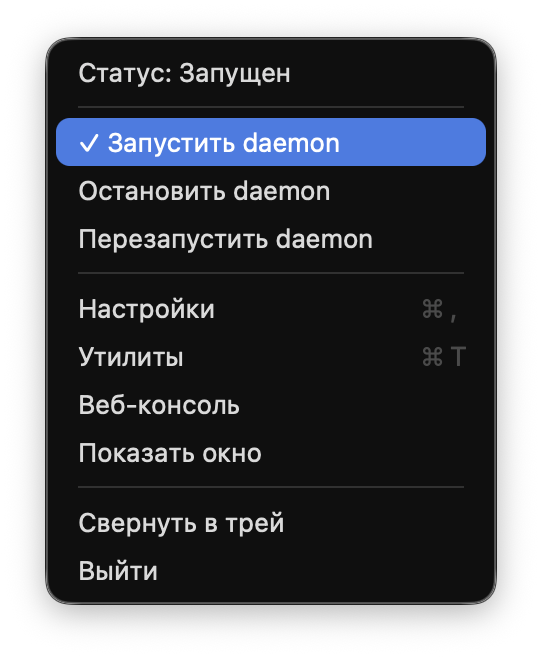 Статус: Запущен
✓ Запустить daemon
Остановить daemon
Перезапустить daemon
Настройки ⌘ ,
Утилиты ⌘ T
Веб-консоль
Показать окно
Свернуть в трей
Выйти